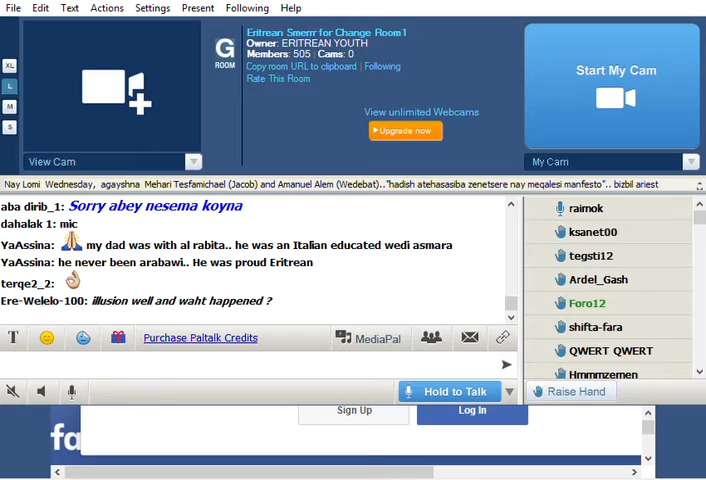 File Edit Text Actions Settings Present Following Help
XL
L
M
S
View Cam
G
ROOM
Eritrean Smerrr for Change Room1
Owner: ERITREAN YOUTH
Members: 505 Cams: 0
Copy room URL to clipboard | Following
Rate This Room
View unlimited Webcams
Upgrade now
Start My Cam
My Cam
Nay Lomi Wednesday, agayshna Mehari Tesfamichael (Jacob) and Amanuel Alem (Wedebat).."hadish atehasasiba zenetsere nay meqalesi manfesto".. bizbil ariest
aba dirib_1: Sorry abey nesema koyna
dahalak 1: mic
YaAssina: my dad was with al rabita.. he was an Italian educated wedi asmara
YaAssina: he never been arabawi.. He was proud Eritrean
terqe2_2:
Ere-Welelo-100: illusion well and waht happened ?
raimok
ksanet00
tegsti12
Ardel_Gash
Foro12
shifta-fara
QWERT QWERT
Hmmmzemen
T Purchase Paltalk Credits MediaPal
Hold to Talk
Raise Hand
Sign Up Log In
fa